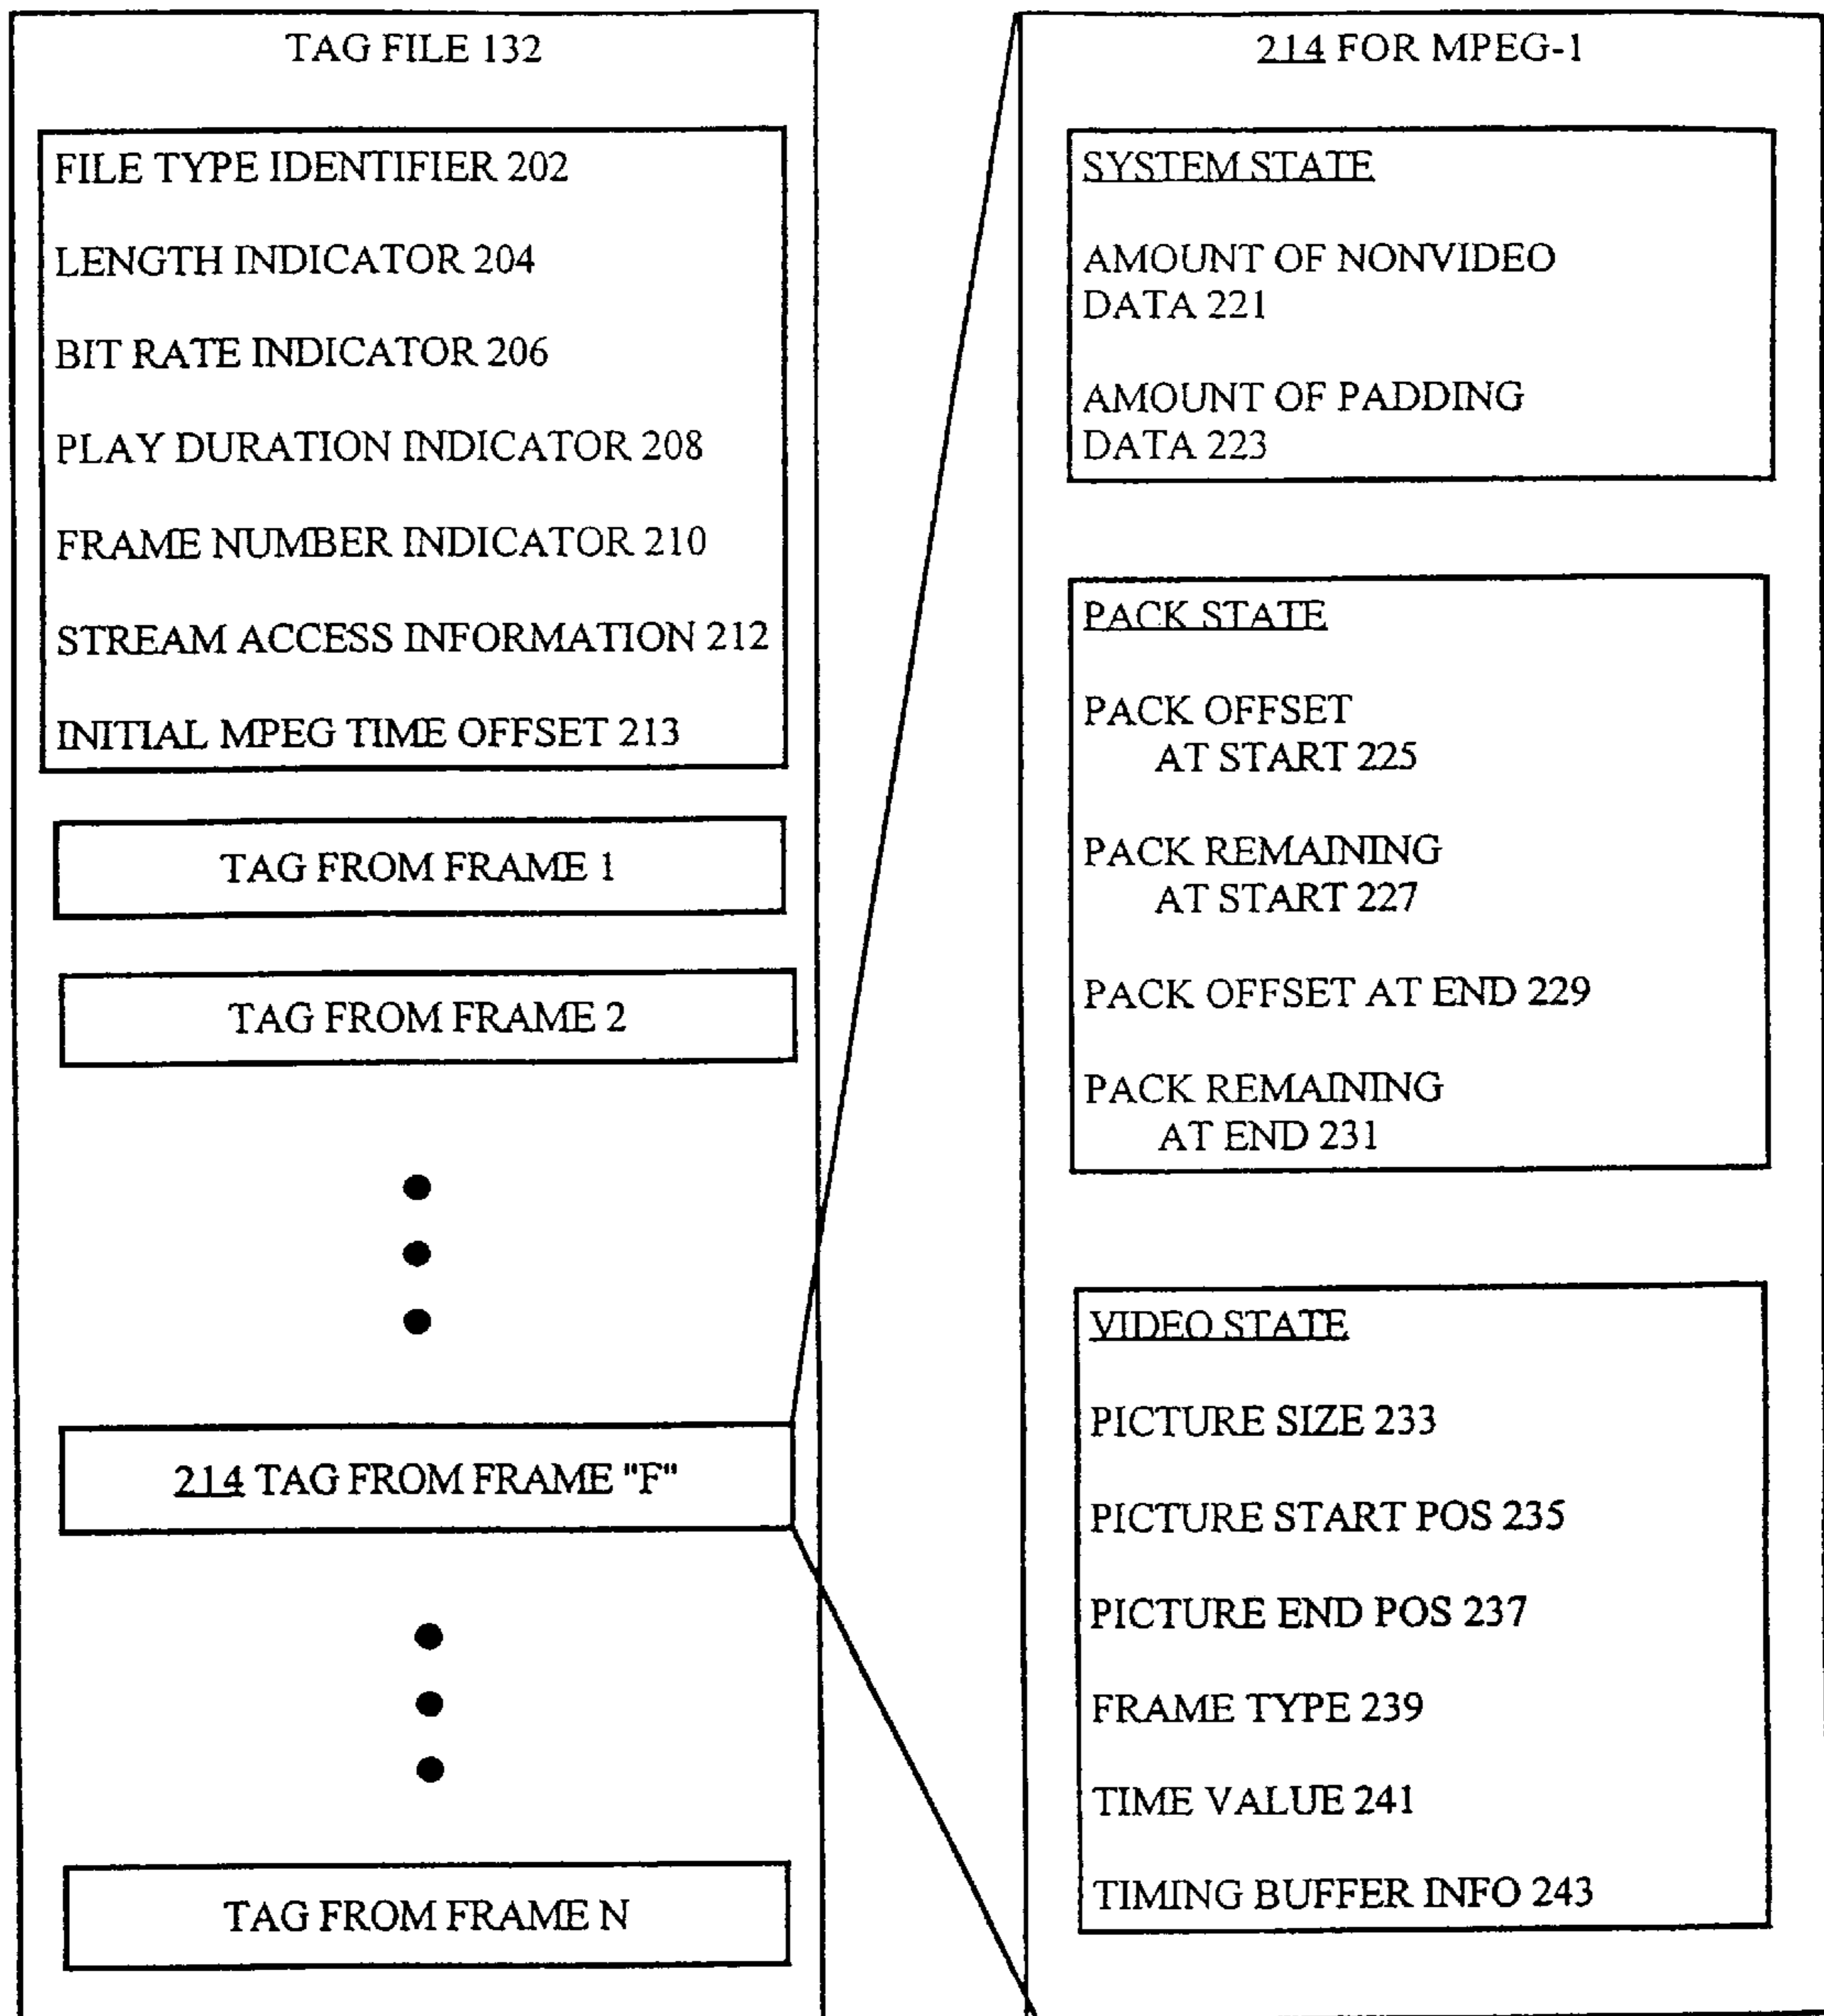 TAG FILE 132
FILE TYPE IDENTIFIER 202
LENGTH INDICATOR 204
BIT RATE INDICATOR 206
PLAY DURATION INDICATOR 208
FRAME NUMBER INDICATOR 210
STREAM ACCESS INFORMATION 212
INITIAL MPEG TIME OFFSET 213
TAG FROM FRAME 1
TAG FROM FRAME 2
214 TAG FROM FRAME "F"
TAG FROM FRAME N
214 FOR MPEG-1
SYSTEM STATE
AMOUNT OF NONVIDEO
DATA 221
AMOUNT OF PADDING
DATA 223
PACK STATE
PACK OFFSET
AT START 225
PACK REMAINING
AT START 227
PACK OFFSET AT END 229
PACK REMAINING
AT END 231
VIDEO STATE
PICTURE SIZE 233
PICTURE START POS 235
PICTURE END POS 237
FRAME TYPE 239
TIME VALUE 241
TIMING BUFFER INFO 243